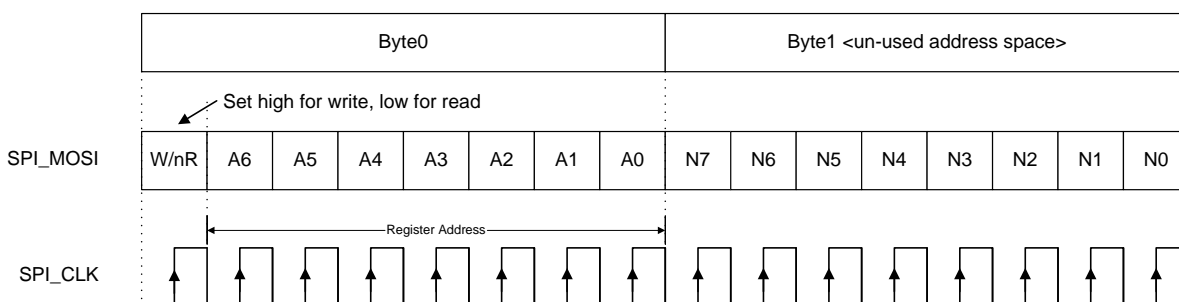 Byte0 Byte1 <un-used address space>
Set high for write, low for read
SPI_MOSI W/nR A6 A5 A4 A3 A2 A1 A0 N7 N6 N5 N4 N3 N2 N1 N0
Register Address
SPI_CLK